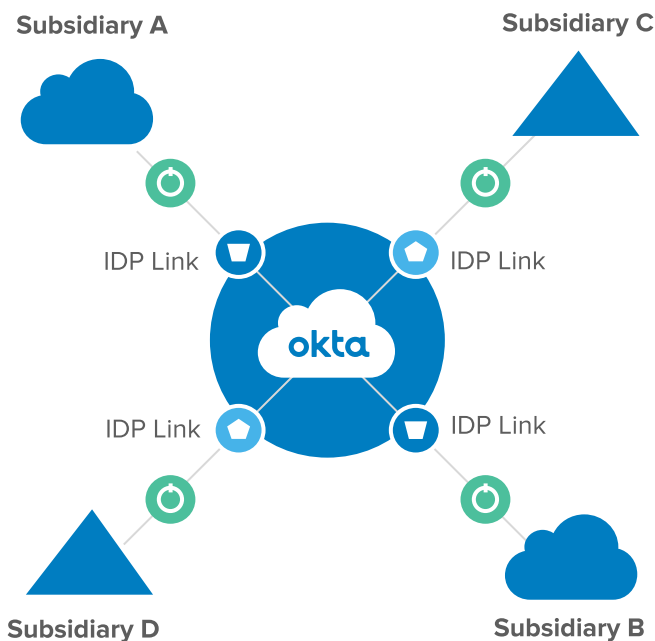 Subsidiary A
Subsidiary C
IDP Link
IDP Link
okta
IDP Link
IDP Link
Subsidiary D
Subsidiary B